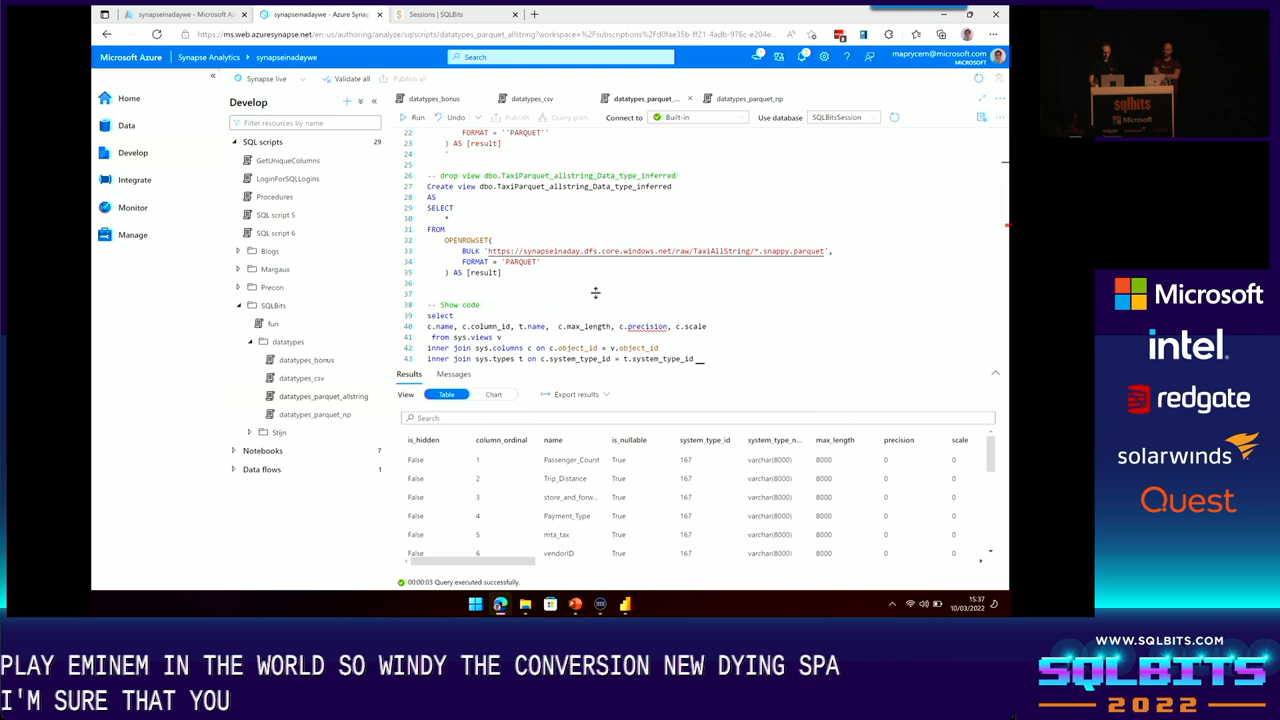 synapseinadaywe - Microsoft Az
synapseinadaywe - Azure Synap
Sessions | SQLBits
https://ms.web.azuresynapse.net/en-us/authoring/analyze/sqlscripts/datatypes_parquet_allstring?workspace=%2Fsubscriptions%2F
Microsoft Azure
Synapse Analytics
synapseinadaywe
Search
maprycem@microsoft.com
MICROSOFT
Synapse live
Validate all
Publish all
Home
Data
Develop
Integrate
Monitor
Manage
Develop
Filter resources by name
SQL scripts
29
GetUniqueColumns
LoginForSQLLogins
Procedures
SQL script 5
SQL script 6
Blogs
Margaux
Precon
SQLBits
fun
datatypes
datatypes_bonus
datatypes_csv
datatypes_parquet_allstring
datatypes_parquet_np
Stijn
Notebooks
7
Data flows
1
datatypes_bonus
datatypes_csv
datatypes_parquet_...
datatypes_parquet_np
Run
Undo
Publish
Query plan
Connect to
Built-in
Use database
SQLBitsSession
22 FORMAT = ''PARQUET''
23 ) AS [result]
24 '
25
26 -- drop view dbo.TaxiParquet_allstring_Data_type_inferred
27 Create view dbo.TaxiParquet_allstring_Data_type_inferred
28 AS
29 SELECT
30 *
31 FROM
32 OPENROWSET(
33 BULK 'https://synapseinaday.dfs.core.windows.net/raw/TaxiAllString/*.snappy.parquet',
34 FORMAT = 'PARQUET'
35 ) AS [result]
36
37
38 -- Show code
39 select
40 c.name, c.column_id, t.name, c.max_length, c.precision, c.scale
41 from sys.views v
42 inner join sys.columns c on c.object_id = v.object_id
43 inner join sys.types t on c.system_type_id = t.system_type_id
Results
Messages
View
Table
Chart
Export results
Search
is_hidden column_ordinal name is_nullable system_type_id system_type_n... max_length precision scale
False 1 Passenger_Count True 167 varchar(8000) 8000 0 0
False 2 Trip_Distance True 167 varchar(8000) 8000 0 0
False 3 store_and_forw... True 167 varchar(8000) 8000 0 0
False 4 Payment_Type True 167 varchar(8000) 8000 0 0
False 5 mta_tax True 167 varchar(8000) 8000 0 0
False 6 vendorID True 167 varchar(8000) 8000 0 0
00:00:03 Query executed successfully.
15:37
10/03/2022
sqlbits
Microsoft
Microsoft
intel.
redgate
solarwinds
Quest
WWW.SQLBITS.COM
SQLBITS
2022
PLAY EMINEM IN THE WORLD SO WINDY THE CONVERSION NEW DYING SPA
I'M SURE THAT YOU